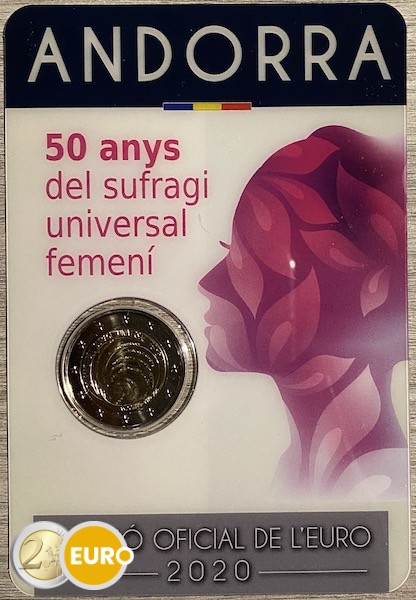 ANDORRA
50 anys
del sufragi
universal
femení
OFICIAL DE L'EURO
2020
2 EURO